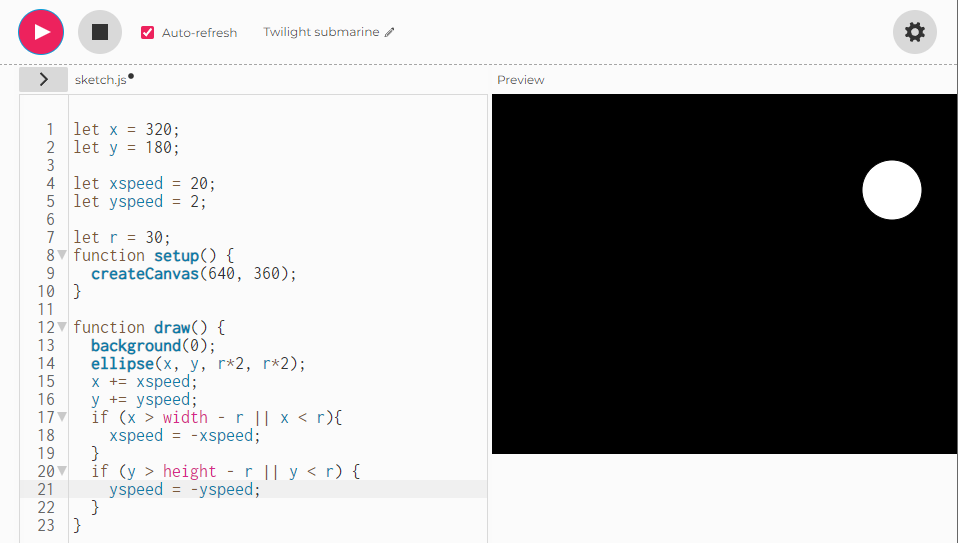 Auto-refresh Twilight submarine
sketch.js Preview
1 let x = 320;
2 let y = 180;
3
4 let xspeed = 20;
5 let yspeed = 2;
6
7 let r = 30;
8 function setup() {
9   createCanvas(640, 360);
10 }
11
12 function draw() {
13   background(0);
14   ellipse(x, y, r*2, r*2);
15   x += xspeed;
16   y += yspeed;
17   if (x > width - r || x < r){
18     xspeed = -xspeed;
19   }
20   if (y > height - r || y < r) {
21     yspeed = -yspeed;
22   }
23 }